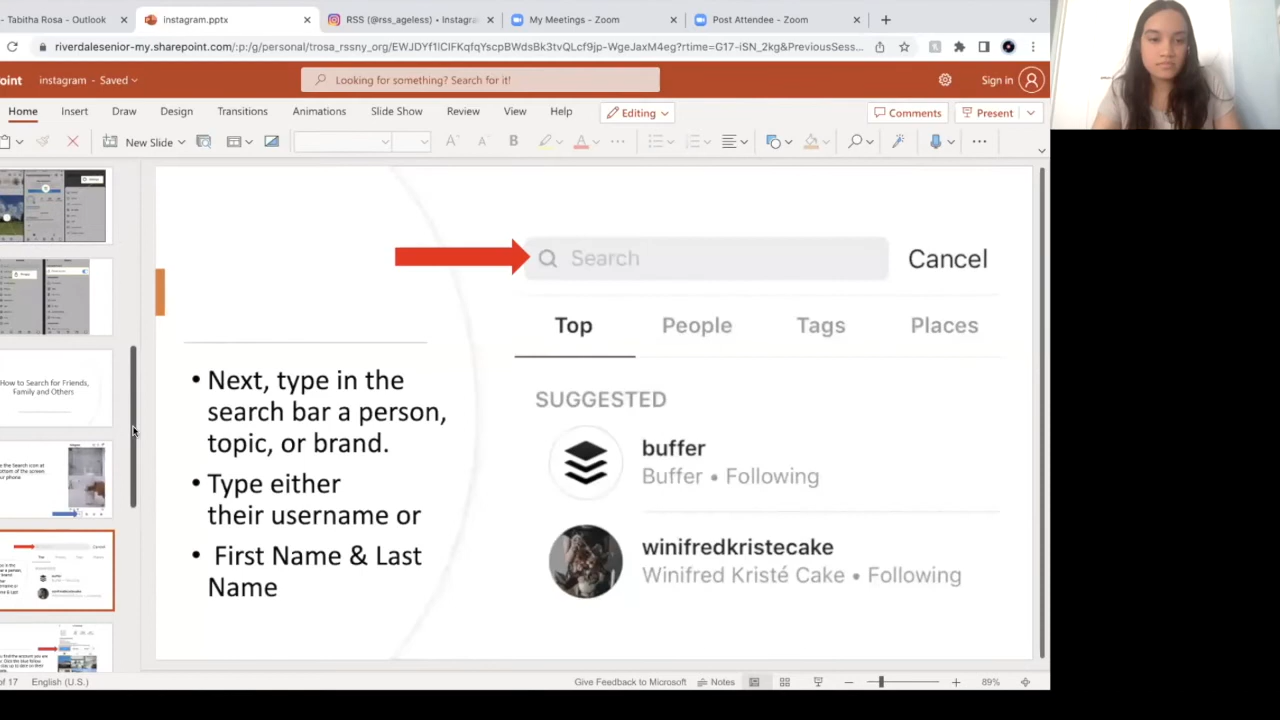 - Tabitha Rosa - Outlook
instagram.pptx
RSS (@rss_ageless) • Instagram
My Meetings - Zoom
Post Attendee - Zoom
riverdalesenior-my.sharepoint.com/:p:/g/personal/trosa_rssny_org/EWJDYf1lCIFKqfqYscpBWdsBk3tvQLcf9jp-WgeJaxM4eg?rtime=G17-iSN_2kg&PreviousSess...
point
instagram - Saved
Looking for something? Search for it!
Sign in
Home
Insert
Draw
Design
Transitions
Animations
Slide Show
Review
View
Help
Editing
Comments
Present
New Slide
How to Search for Friends,
Family and Others
Search
Cancel
Top
People
Tags
Places
• Next, type in the
search bar a person,
topic, or brand.
• Type either
their username or
• First Name & Last
Name
SUGGESTED
buffer
Buffer • Following
winifredkristecake
Winifred Kristé Cake • Following
of 17
English (U.S.)
Give Feedback to Microsoft
Notes
89%